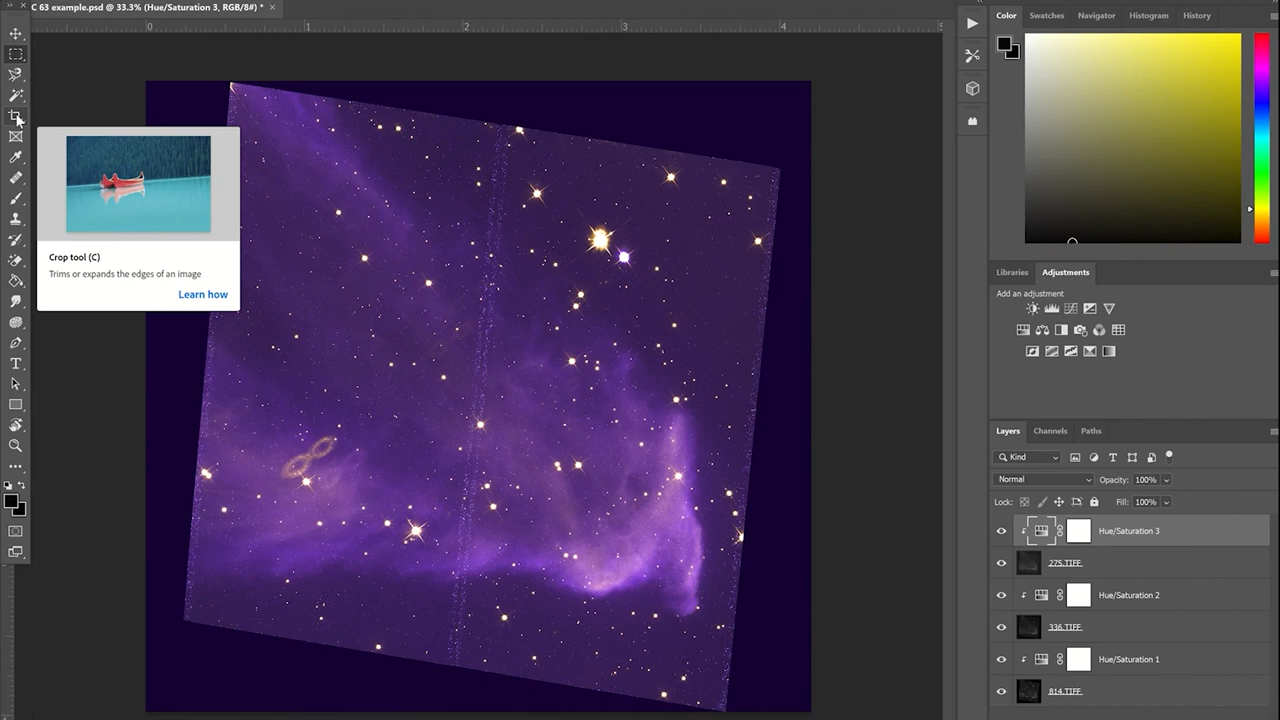 C 63 example.psd @ 33.3% (Hue/Saturation 3, RGB/8#) * ×
0 1 2 3 4
Crop tool (C)
Trims or expands the edges of an image
Learn how
Color Swatches Navigator Histogram History
Libraries Adjustments
Add an adjustment
Layers Channels Paths
Kind
Normal Opacity: 100%
Lock: Fill: 100%
Hue/Saturation 3
275.TIFF
Hue/Saturation 2
336.TIFF
Hue/Saturation 1
814.TIFF